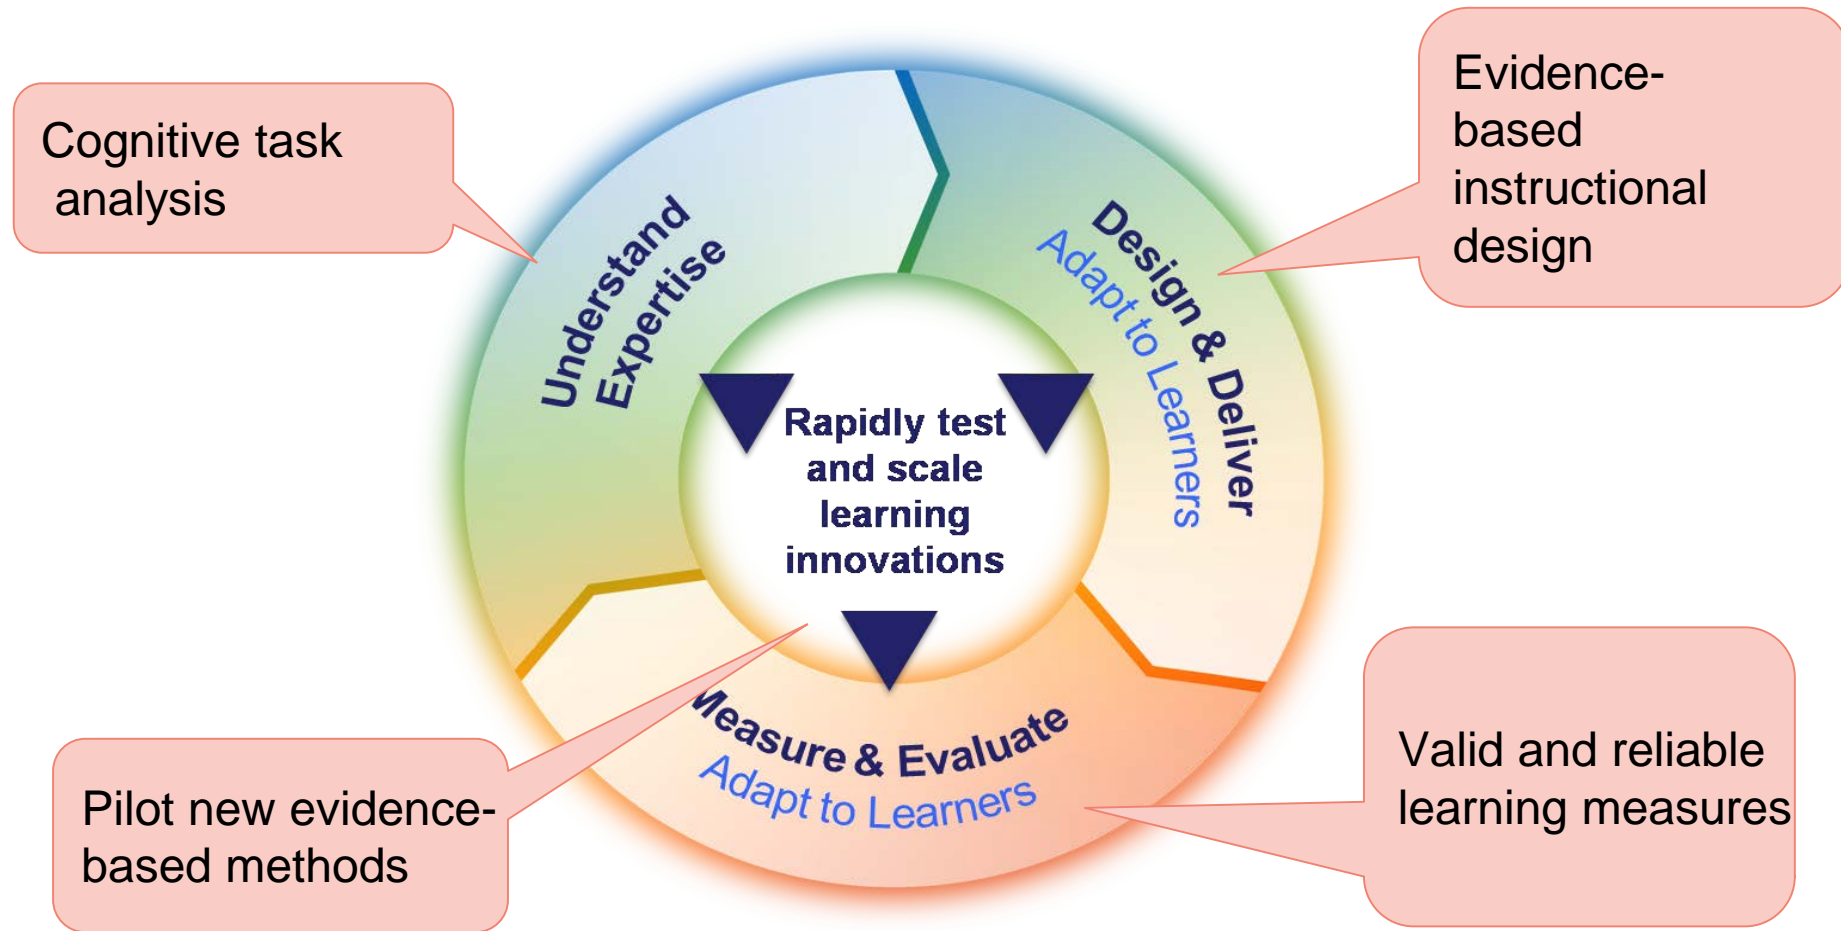 Cognitive task
analysis
Evidence-
based
instructional
design
Understand
Expertise
Design & Deliver
Adapt to Learners
Rapidly test
and scale
learning
innovations
Measure & Evaluate
Adapt to Learners
Pilot new evidence-
based methods
Valid and reliable
learning measures